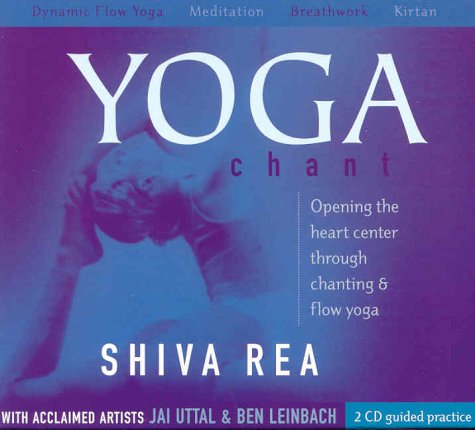 Dynamic Flow Yoga Meditation Breathwork Kirtan
YOGA
chant
Opening the
heart center
through
chanting &
flow yoga
SHIVA REA
WITH ACCLAIMED ARTISTS JAI UTTAL & BEN LEINBACH 2 CD guided practice